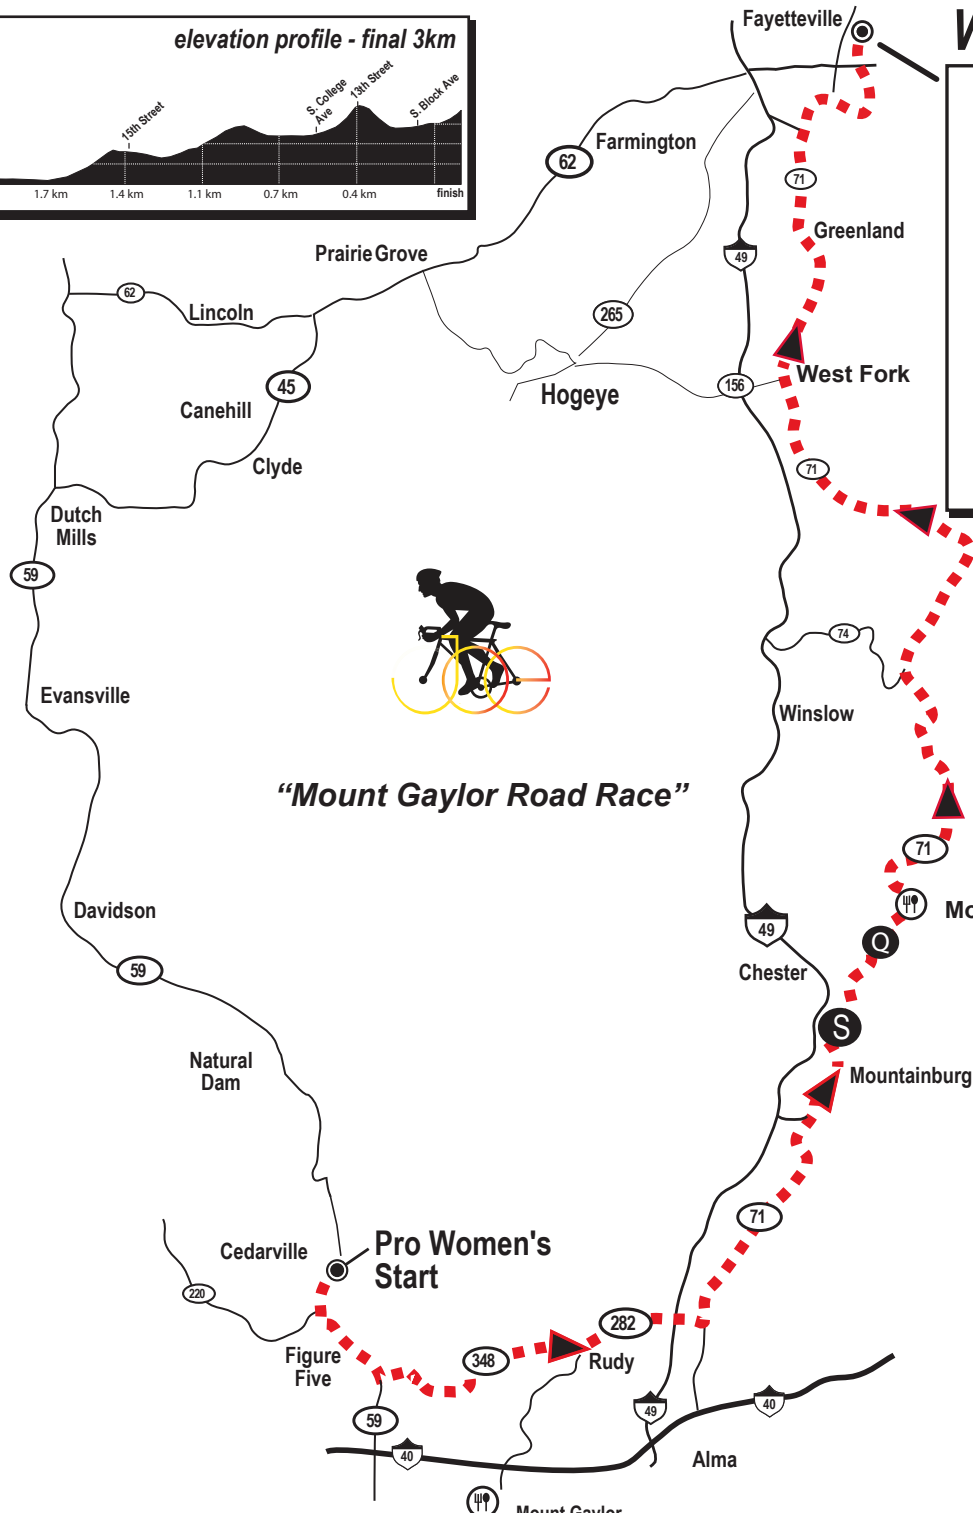 Fayetteville
W
elevation profile - final 3km
15th Street
S. College
Ave
13th Street
S. Block Ave
1.7 km
1.4 km
1.1 km
0.7 km
0.4 km
finish
62
Farmington
71
Greenland
Prairie Grove
49
62
Lincoln
265
45
156
West Fork
Hogeye
Canehill
Clyde
71
Dutch
Mills
59
74
Evansville
Winslow
"Mount Gaylor Road Race"
71
Davidson
Mo
49
Q
59
Chester
S
Natural
Dam
Mountainburg
71
Pro Women's
Start
Cedarville
220
282
Figure
Five
348
Rudy
59
49
40
40
Alma
Mount Gaylor